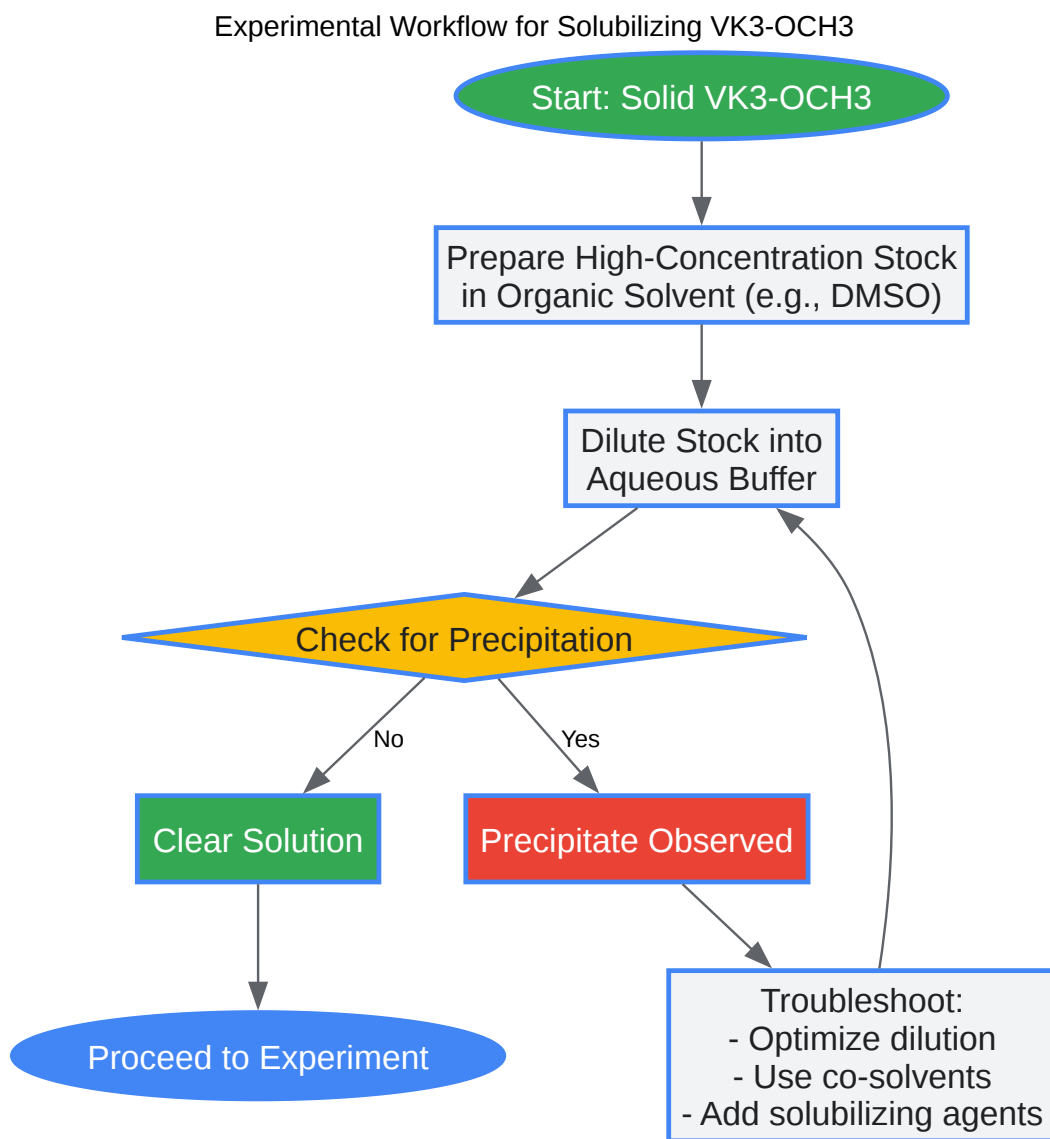 Experimental Workflow for Solubilizing VK3-OCH3
Start: Solid VK3-OCH3
Prepare High-Concentration Stock
in Organic Solvent (e.g., DMSO)
Dilute Stock into
Aqueous Buffer
Check for Precipitation
No
Yes
Clear Solution
Precipitate Observed
Troubleshoot:
- Optimize dilution
- Use co-solvents
- Add solubilizing agents
Proceed to Experiment